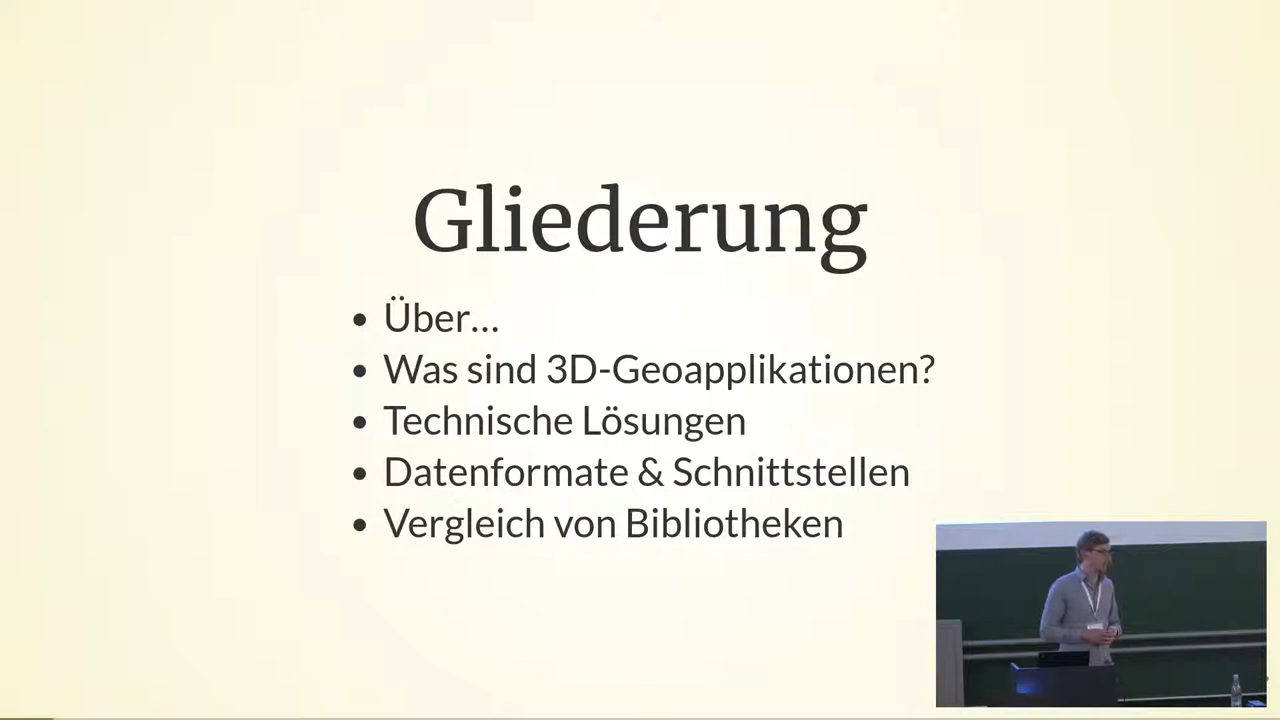 Gliederung
Über...
Was sind 3D-Geoapplikationen?
Technische Lösungen
Datenformate & Schnittstellen
Vergleich von Bibliotheken